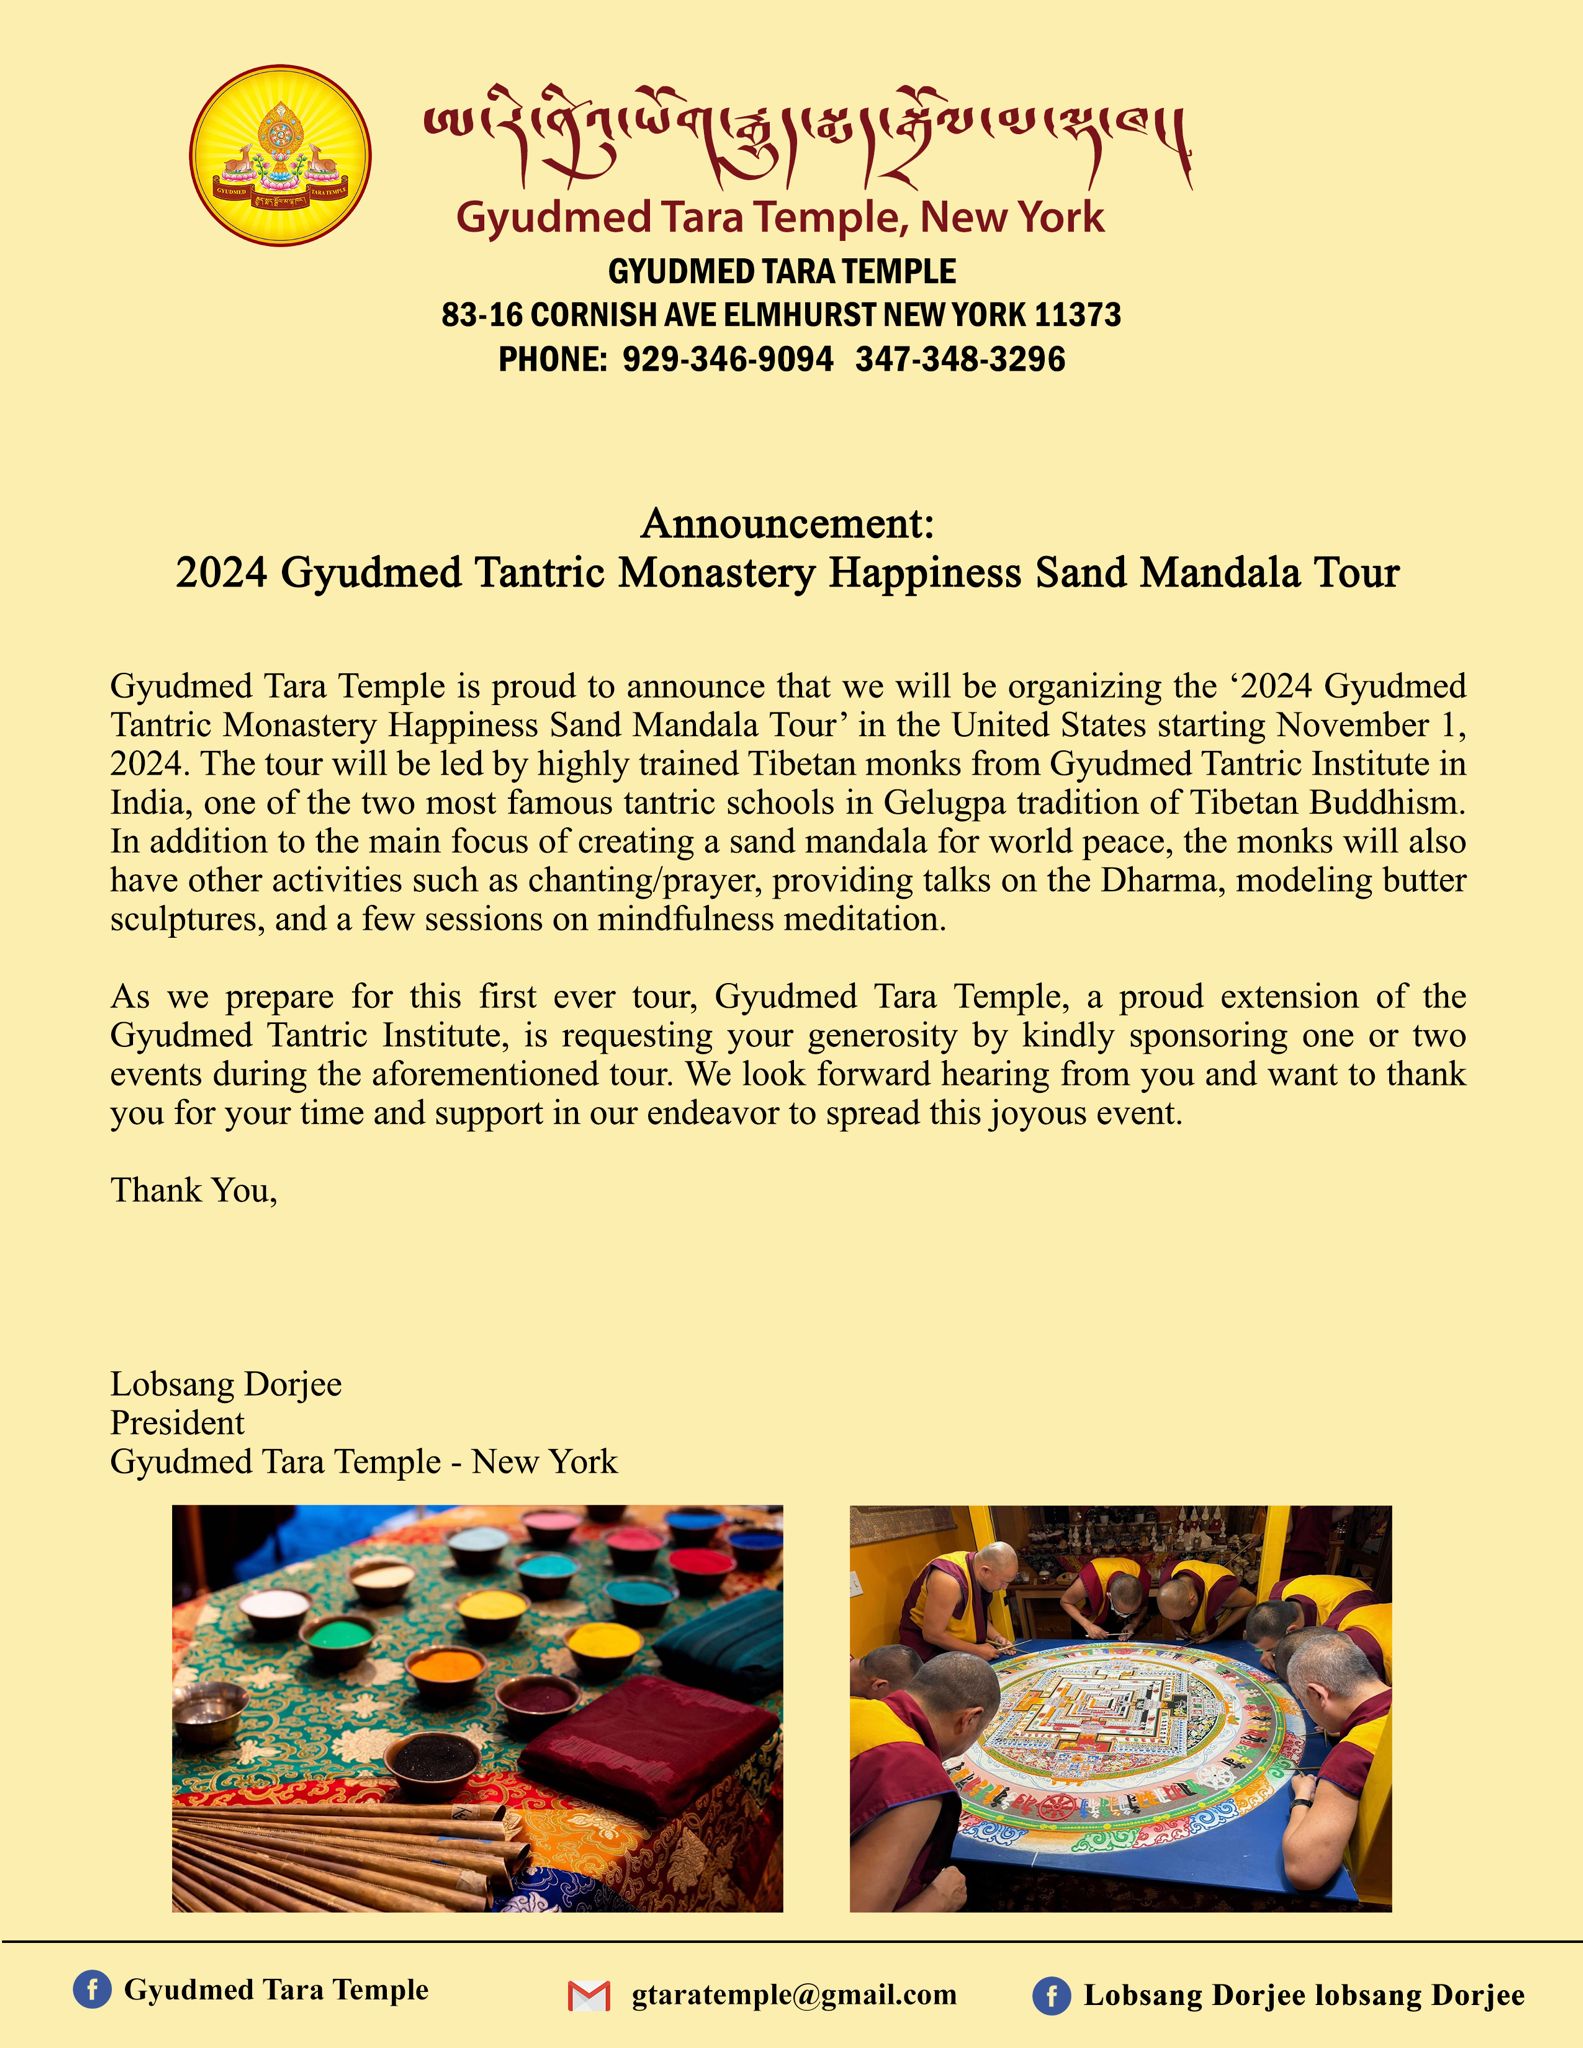 ཨ་རི་ནིའུ་ཡོག་རྒྱུད་སྨད་སྒྲོལ་མ་ལྷ་ཁང།
GYUDMED TARA TEMPLE
Gyudmed Tara Temple, New York
GYUDMED TARA TEMPLE
83-16 CORNISH AVE ELMHURST NEW YORK 11373
PHONE: 929-346-9094 347-348-3296
Announcement:
2024 Gyudmed Tantric Monastery Happiness Sand Mandala Tour
Gyudmed Tara Temple is proud to announce that we will be organizing the ‘2024 Gyudmed
Tantric Monastery Happiness Sand Mandala Tour’ in the United States starting November 1,
2024. The tour will be led by highly trained Tibetan monks from Gyudmed Tantric Institute in
India, one of the two most famous tantric schools in Gelugpa tradition of Tibetan Buddhism.
In addition to the main focus of creating a sand mandala for world peace, the monks will also
have other activities such as chanting/prayer, providing talks on the Dharma, modeling butter
sculptures, and a few sessions on mindfulness meditation.
As we prepare for this first ever tour, Gyudmed Tara Temple, a proud extension of the
Gyudmed Tantric Institute, is requesting your generosity by kindly sponsoring one or two
events during the aforementioned tour. We look forward hearing from you and want to thank
you for your time and support in our endeavor to spread this joyous event.
Thank You,
Lobsang Dorjee
President
Gyudmed Tara Temple - New York
Gyudmed Tara Temple
gtaratemple@gmail.com
Lobsang Dorjee lobsang Dorjee